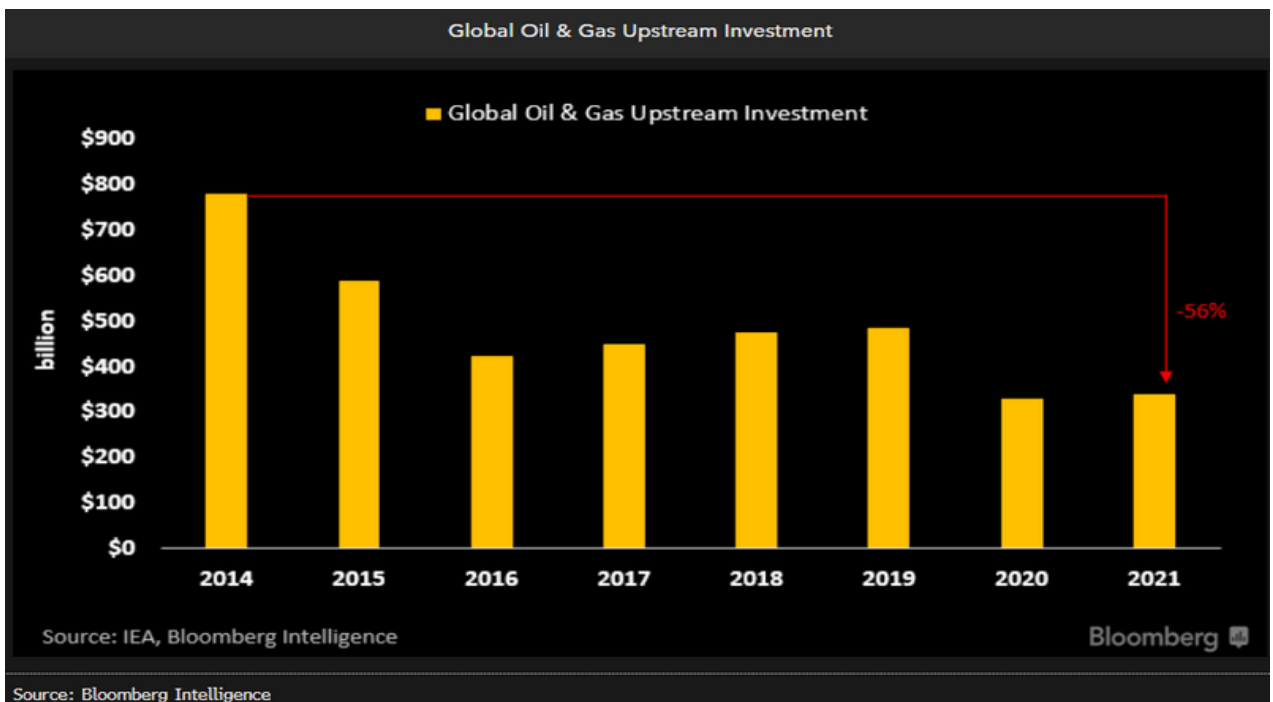 Global Oil & Gas Upstream Investment
Global Oil & Gas Upstream Investment
$900
$800
$700
$600
$500
$400
$300
$200
$100
$0
billion
-56%
2014 2015 2016 2017 2018 2019 2020 2021
Source: IEA, Bloomberg Intelligence
Bloomberg
Source: Bloomberg Intelligence